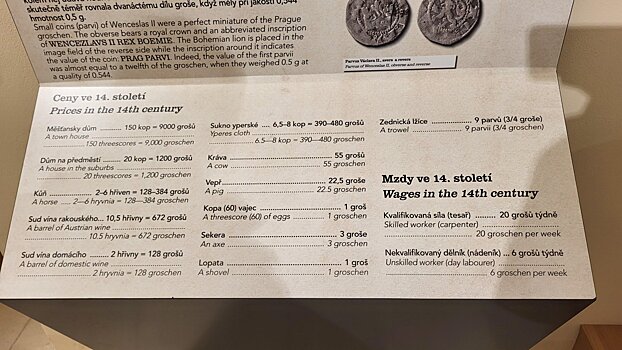 skutečně téměř rovnala dvanáctému dílu groše, když měly při jakosti 0,544
hmotnost 0,5 g.
Small coins (parvi) of Wenceslas II were a perfect miniature of the Prague
groschen. The obverse bears a royal crown and an abbreviated inscription
of WENCEZLAVS II REX BOEMIE. The Bohemian lion is placed in the
image field of the reverse side while the inscription around it indicates
the value of the coin: PRAG PARVI. Indeed, the value of the first parvii
was almost equal to a twelfth of the groschen, when they weighed 0.5 g at
a quality of 0.544.
Parvus Václava II., avers a revers
Parvus of Wenceslas II, obverse and reverse
Ceny ve 14. století
Prices in the 14th century
Měšťanský dům .......... 150 kop = 9000 grošů
A town house
150 threescores = 9,000 groschen
Dům na předměstí ........ 20 kop = 1200 grošů
A house in the suburbs
20 threescores = 1,200 groschen
Kůň .................. 2–6 hřiven = 128–384 grošů
A horse ..... 2—6 hryvnia = 128—384 groschen
Sud vína rakouského... 10,5 hřivny = 672 grošů
A barrel of Austrian wine
10.5 hryvnia = 672 groschen
Sud vína domácího ........ 2 hřivny = 128 grošů
A barrel of domestic wine
2 hryvnia = 128 groschen
Sukno yperské .... 6,5–8 kop = 390–480 grošů
Yperes cloth
6.5—8 kop = 390—480 groschen
Kráva ........................ 55 grošů
A cow ........................ 55 groschen
Vepř ........................ 22,5 groše
A pig ........................ 22.5 groschen
Kopa (60) vajec ........................ 1 groš
A threescore (60) of eggs ............ 1 groschen
Sekera ........................ 3 groše
An axe ........................ 3 groschen
Lopata ........................ 1 groš
A shovel ........................ 1 groschen
Zednická lžíce ............ 9 parvů (3/4 groše)
A trowel ............ 9 parvii (3/4 groschen)
Mzdy ve 14. století
Wages in the 14th century
Kvalifikovaná síla (tesař) ....... 20 grošů týdně
Skilled worker (carpenter)
20 groschen per week
Nekvalifikovaný dělník (nádeník) ... 6 grošů týdně
Unskilled worker (day labourer)
6 groschen per week